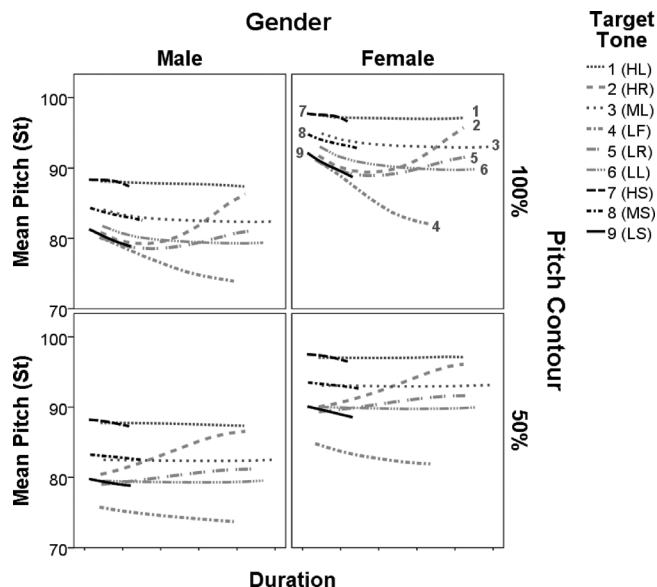 Gender
Male
Female
Target
Tone
1 (HL)
2 (HR)
3 (ML)
4 (LF)
5 (LR)
6 (LL)
7 (HS)
8 (MS)
9 (LS)
Mean Pitch (St)
100
90
80
70
7
8
9
1
2
3
5
6
4
100%
Pitch Contour
Mean Pitch (St)
100
90
80
70
50%
Duration